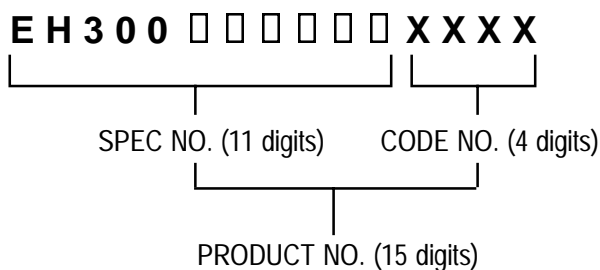 EH300 □□□□□□ XXXX
SPEC NO. (11 digits) CODE NO. (4 digits)
PRODUCT NO. (15 digits)